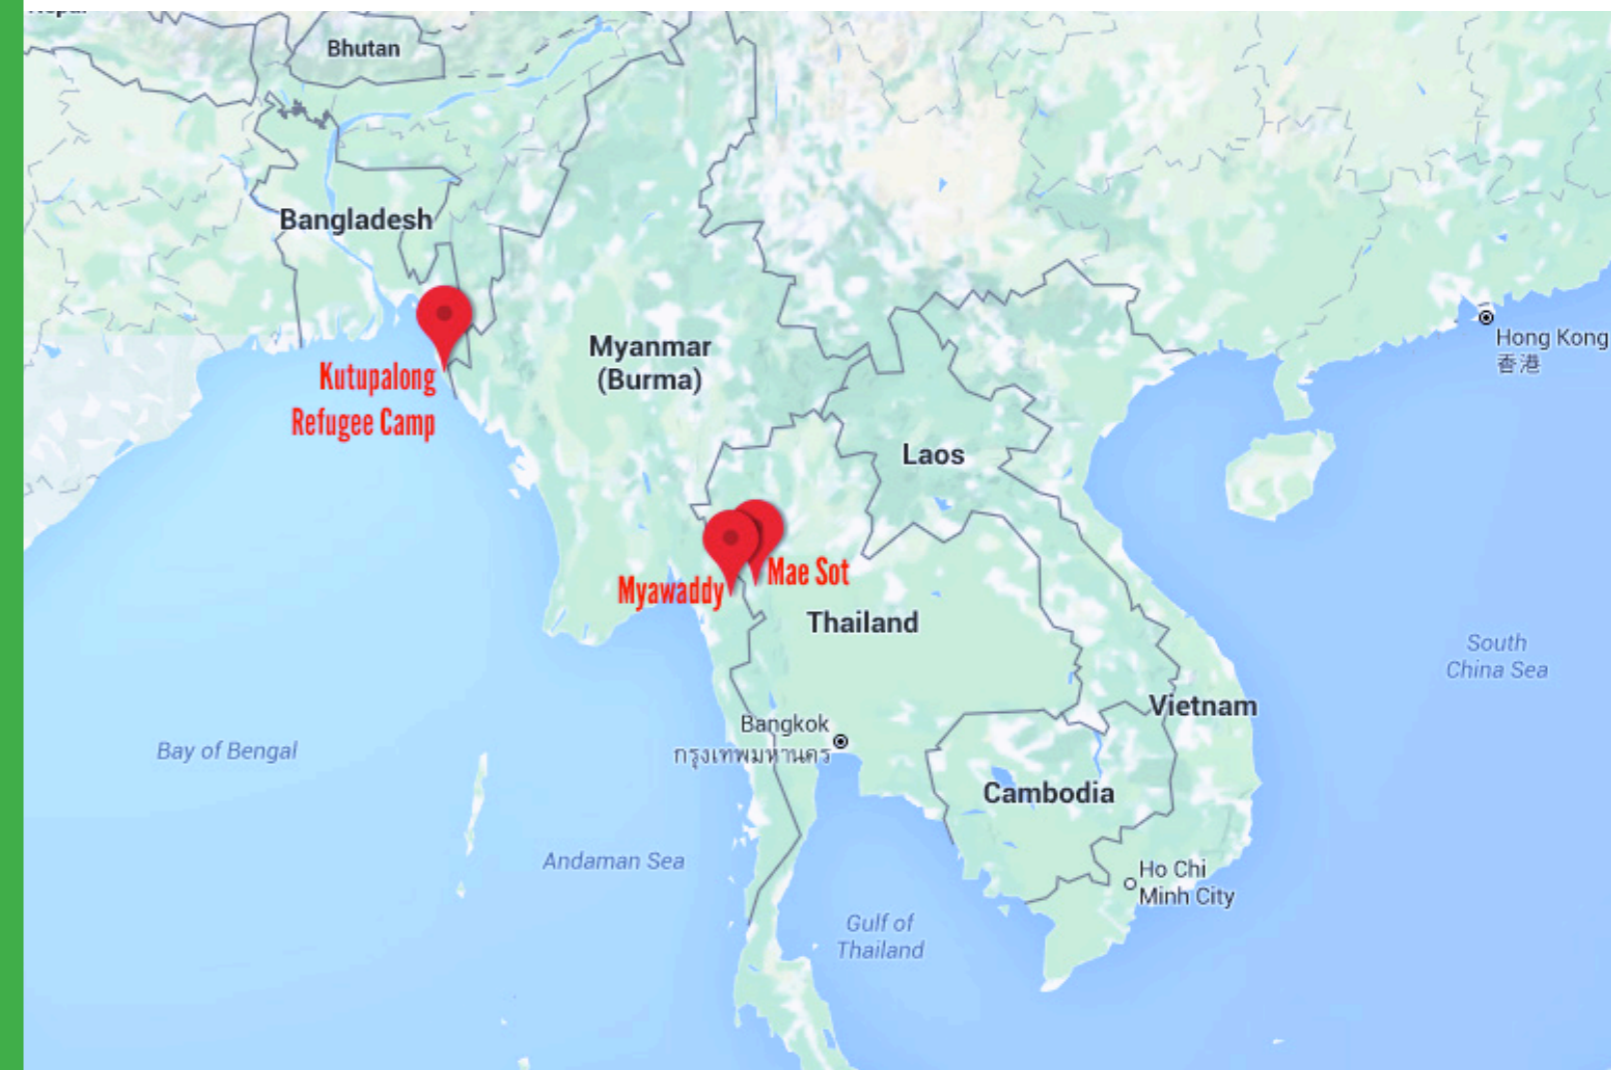 Bhutan
Bangladesh
Kutupalong
Refugee Camp
Myanmar
(Burma)
Hong Kong
香港
Laos
Myawaddy
Mae Sot
Thailand
South
China Sea
Vietnam
Bangkok
กรุงเทพมหานคร
Bay of Bengal
Cambodia
Andaman Sea
Ho Chi
Minh City
Gulf of
Thailand